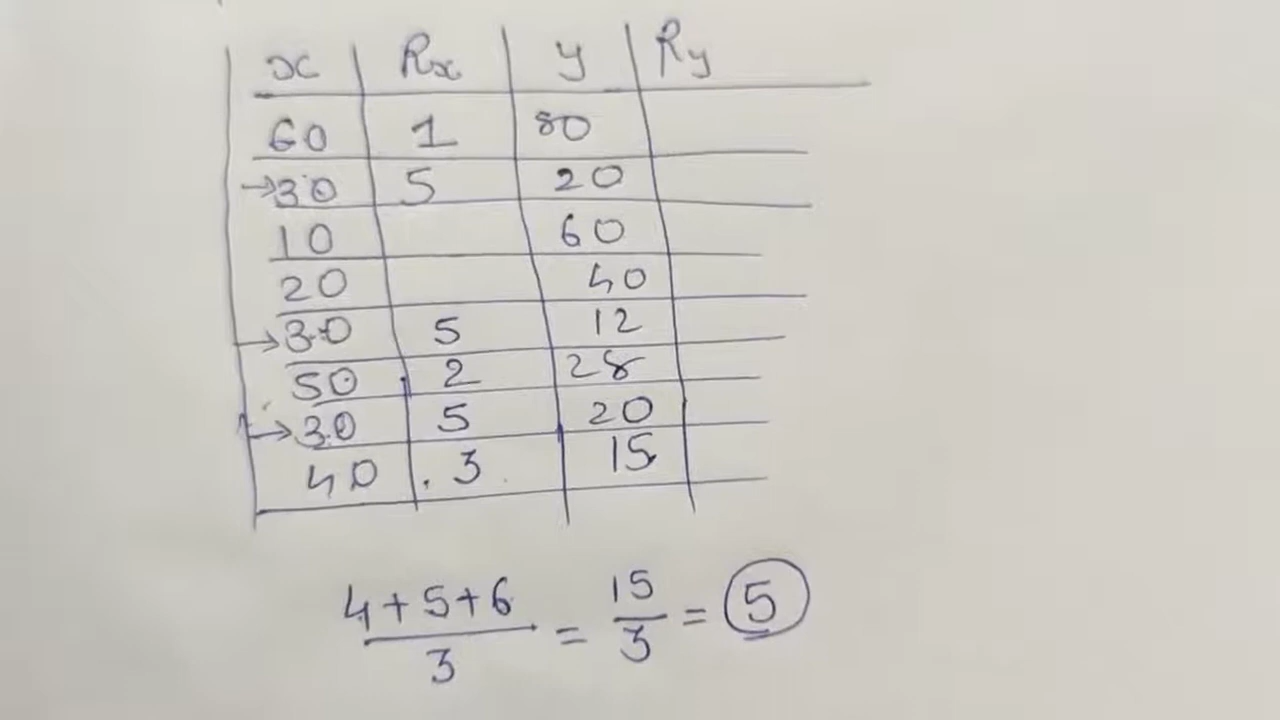 x Rx y Ry
60 1 80
→30 5 20
10 60
20 40
→30 5 12
50 2 28
→30 5 20
40 .3 15
4+5+6/3 = 15/3 = 5